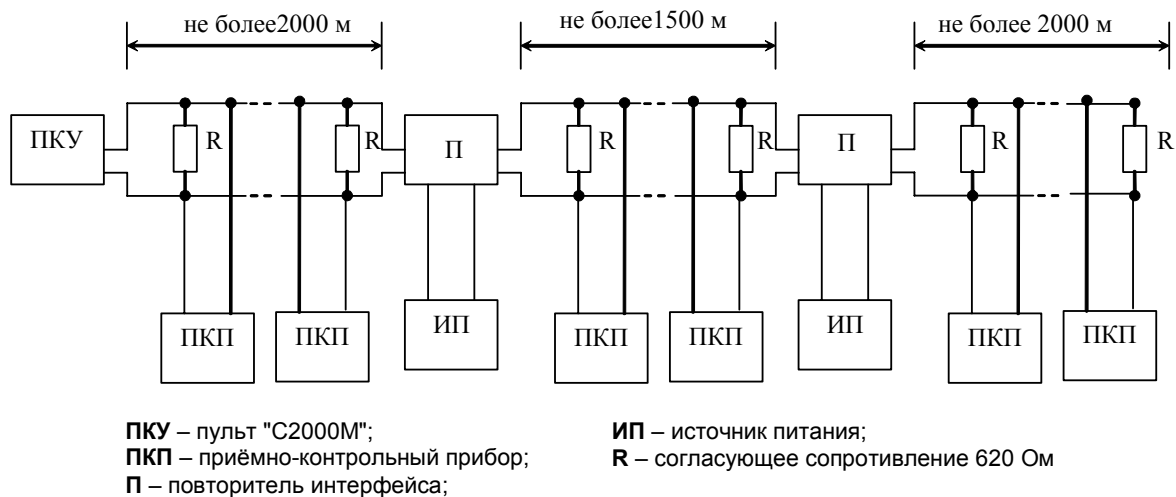 не более2000 м
не более1500 м
не более 2000 м
ПКУ
R
R
П
R
R
П
R
R
ПКП
ПКП
ИП
ПКП
ПКП
ИП
ПКП
ПКП
ПКУ – пульт "С2000М";
ПКП – приёмно-контрольный прибор;
П – повторитель интерфейса;
ИП – источник питания;
R – согласующее сопротивление 620 Ом